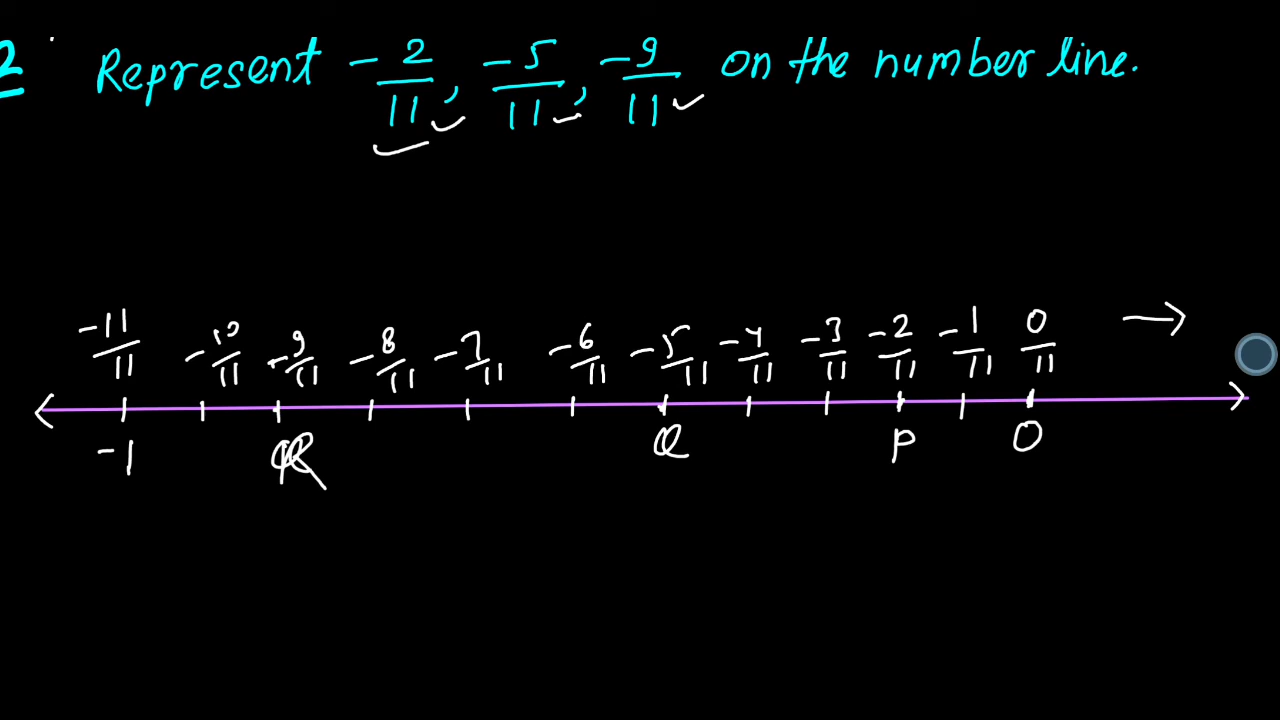 2 Represent -2/11, -5/11, -9/11 on the number line.
-11/11 -10/11 -9/11 -8/11 -7/11 -6/11 -5/11 -4/11 -3/11 -2/11 -1/11 0/11
-1 R Q P O